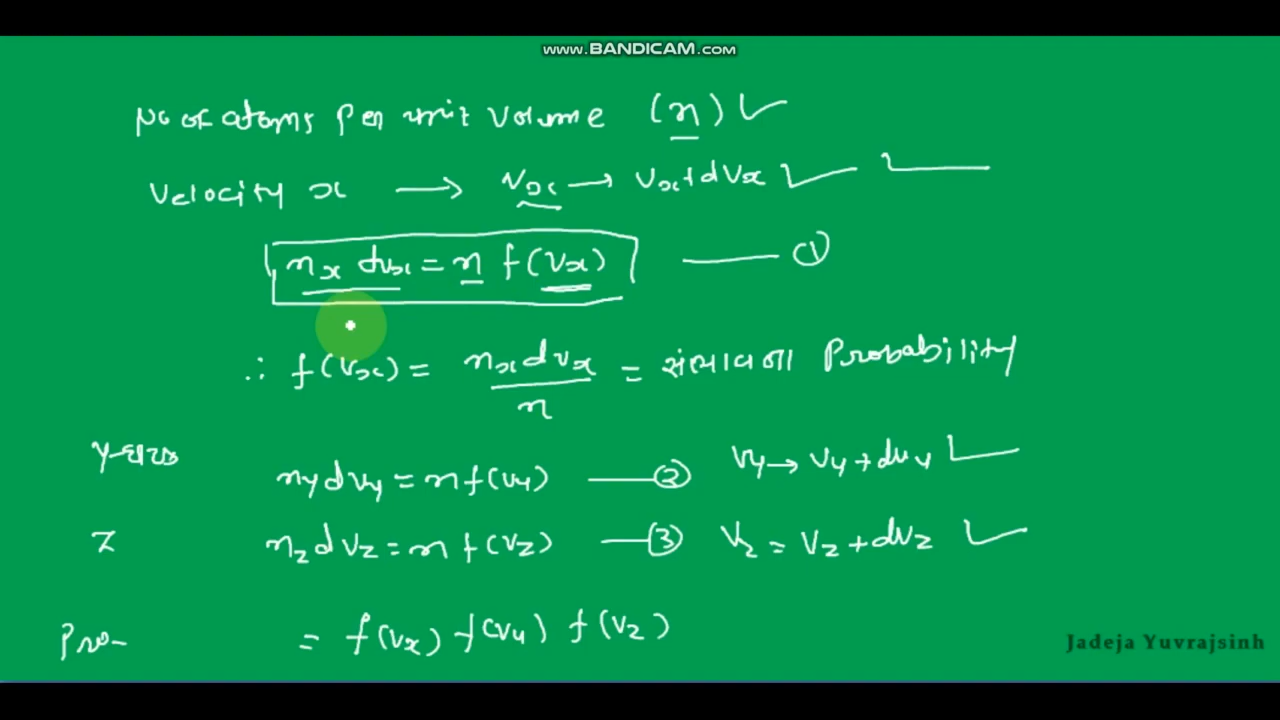 www.BANDICAM.com
No of atoms Per unit Volume (n)
Velocity x → Vx → Vx+dVx
nx dvx = n f(Vx) —— ①
∴ f(Vx) = nx dvx / n = સંભાવના Probability
y-ઘટક ny dvy = n f(vy) —— ② Vy → Vy + dvy
Z nz dvz = n f(Vz) —— ③ Vz = Vz + dVz
Pro- = f(Vx) f(Vy) f(Vz)
Jadeja Yuvrajsinh